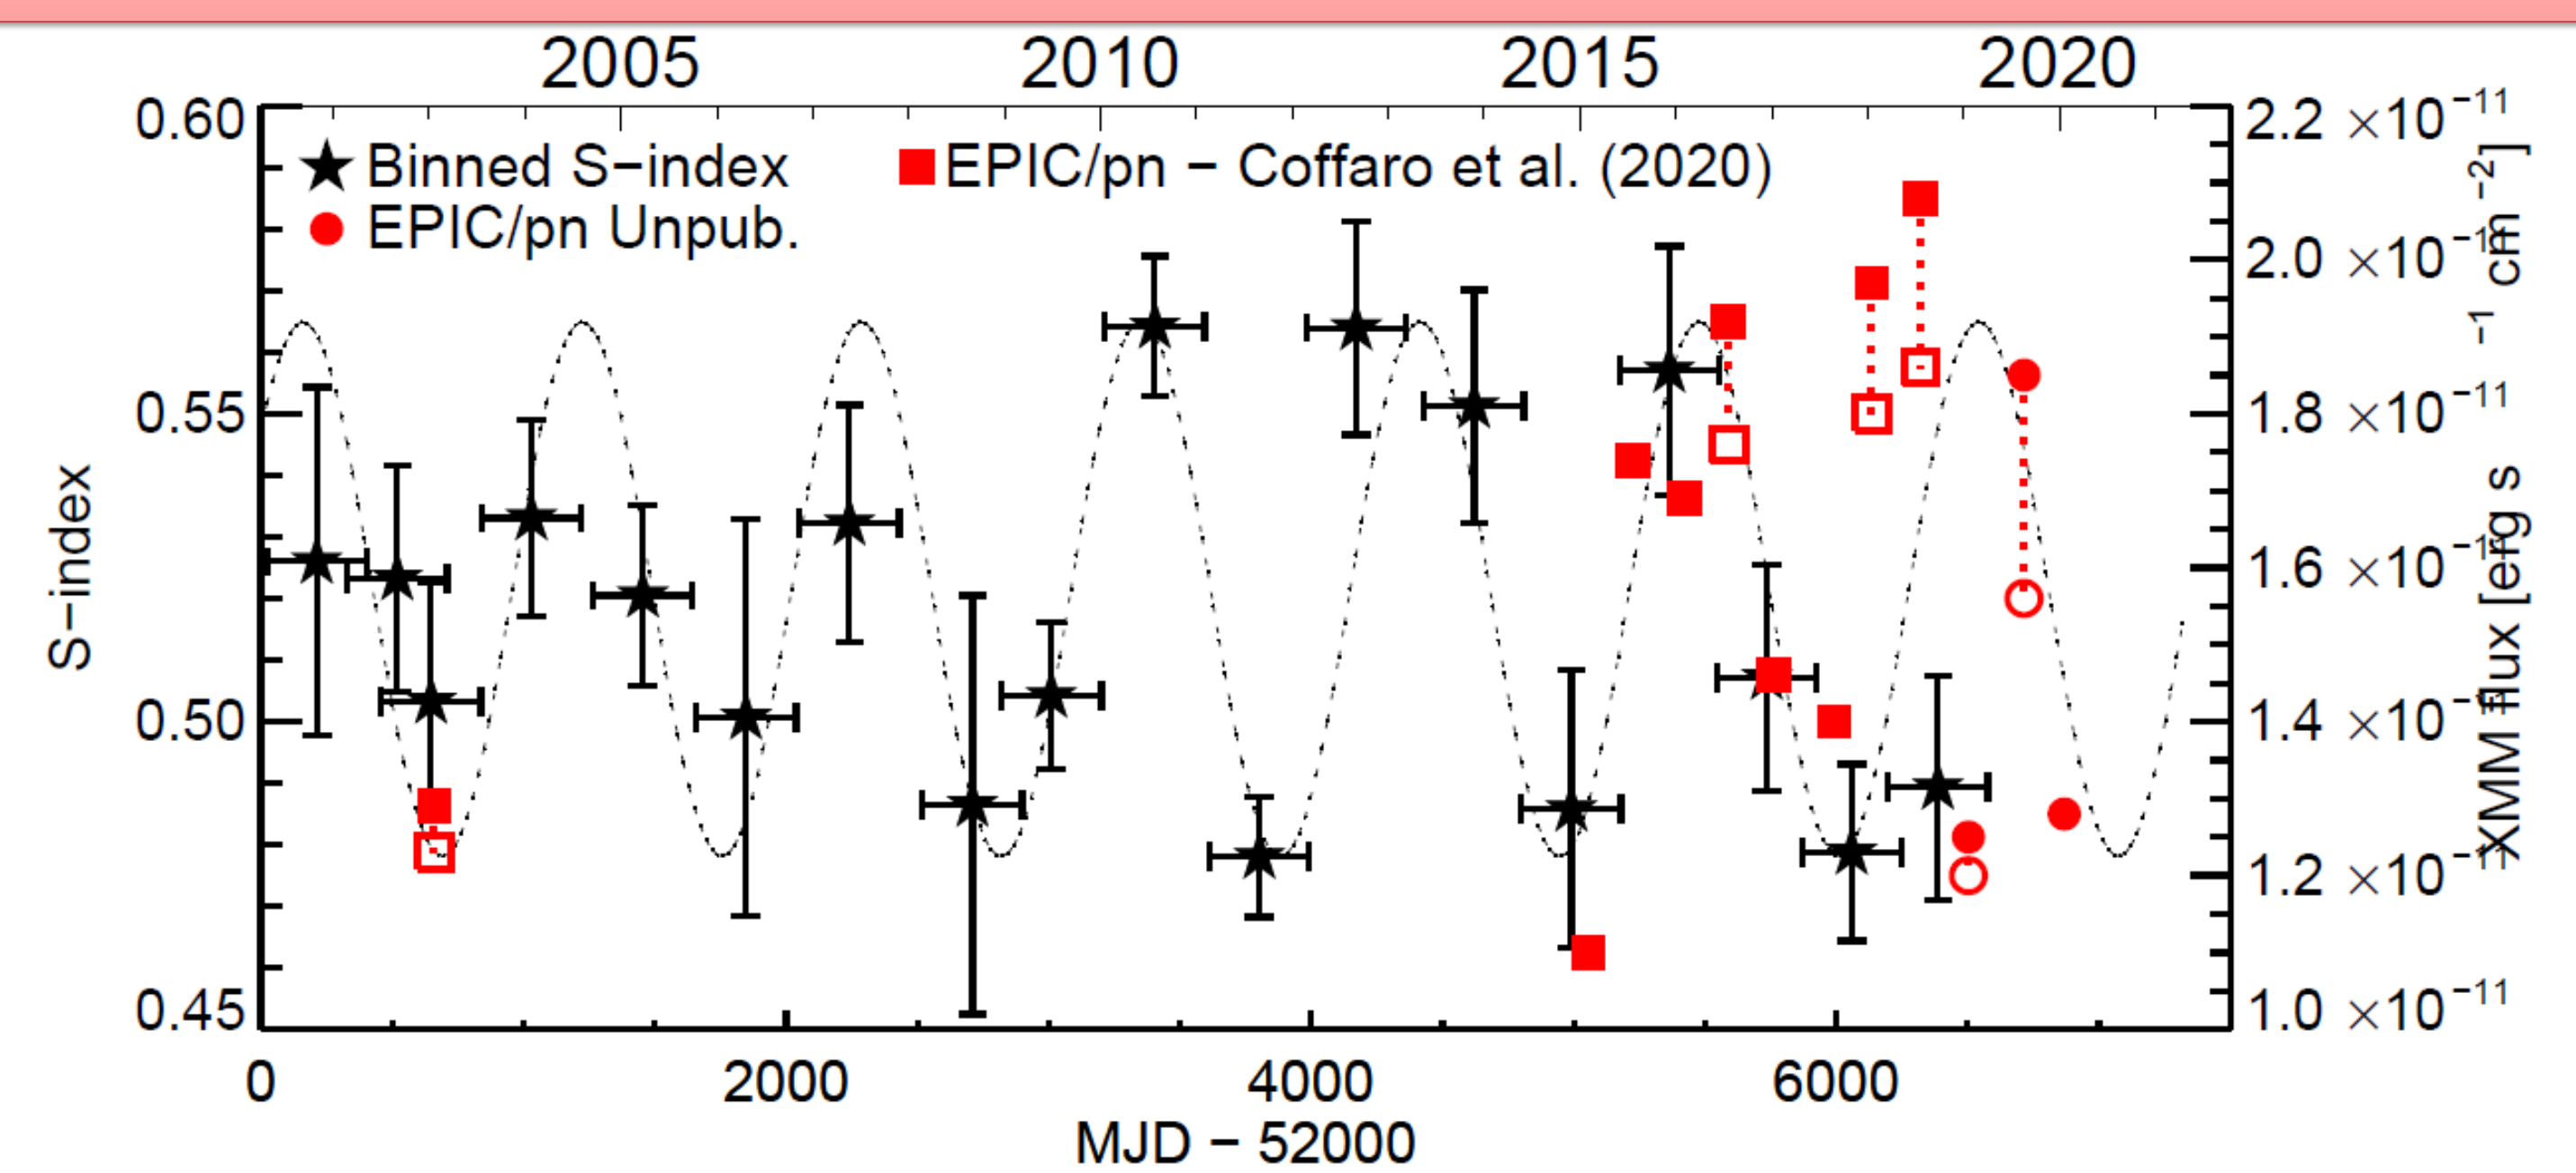 2005 2010 2015 2020
Binned S−index
EPIC/pn − Coffaro et al. (2020)
EPIC/pn Unpub.
0.60
0.55
0.50
0.45
S−index
2.2 ×10⁻¹¹
2.0 ×10⁻¹¹
1.8 ×10⁻¹¹
1.6 ×10⁻¹¹
1.4 ×10⁻¹¹
1.2 ×10⁻¹¹
1.0 ×10⁻¹¹
XMM flux [erg s⁻¹ cm⁻²]
0 2000 4000 6000
MJD − 52000